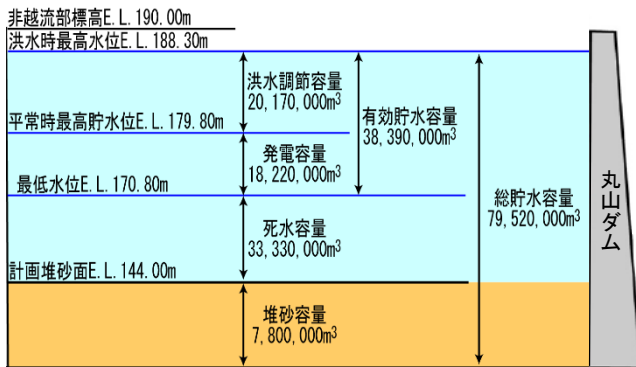 非越流部標高E.L.190.00m
洪水時最高水位E.L.188.30m
洪水調節容量
20,170,000m³
有効貯水容量
38,390,000m³
平常時最高貯水位E.L.179.80m
発電容量
18,220,000m³
最低水位E.L.170.80m
総貯水容量
79,520,000m³
丸山ダム
死水容量
33,330,000m³
計画堆砂面E.L.144.00m
堆砂容量
7,800,000m³